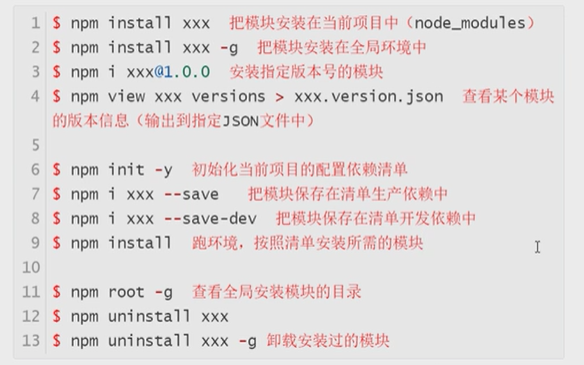 1 $ npm install xxx 把模块安装在当前项目中（node_modules）
2 $ npm install xxx -g 把模块安装在全局环境中
3 $ npm i xxx@1.0.0 安装指定版本号的模块
4 $ npm view xxx versions > xxx.version.json 查看某个模块
的版本信息（输出到指定JSON文件中）
5
6 $ npm init -y 初始化当前项目的配置依赖清单
7 $ npm i xxx --save 把模块保存在清单生产依赖中
8 $ npm i xxx --save-dev 把模块保存在清单开发依赖中
9 $ npm install 跑环境，按照清单安装所需的模块
10
11 $ npm root -g 查看全局安装模块的目录
12 $ npm uninstall xxx
13 $ npm uninstall xxx -g 卸载安装过的模块